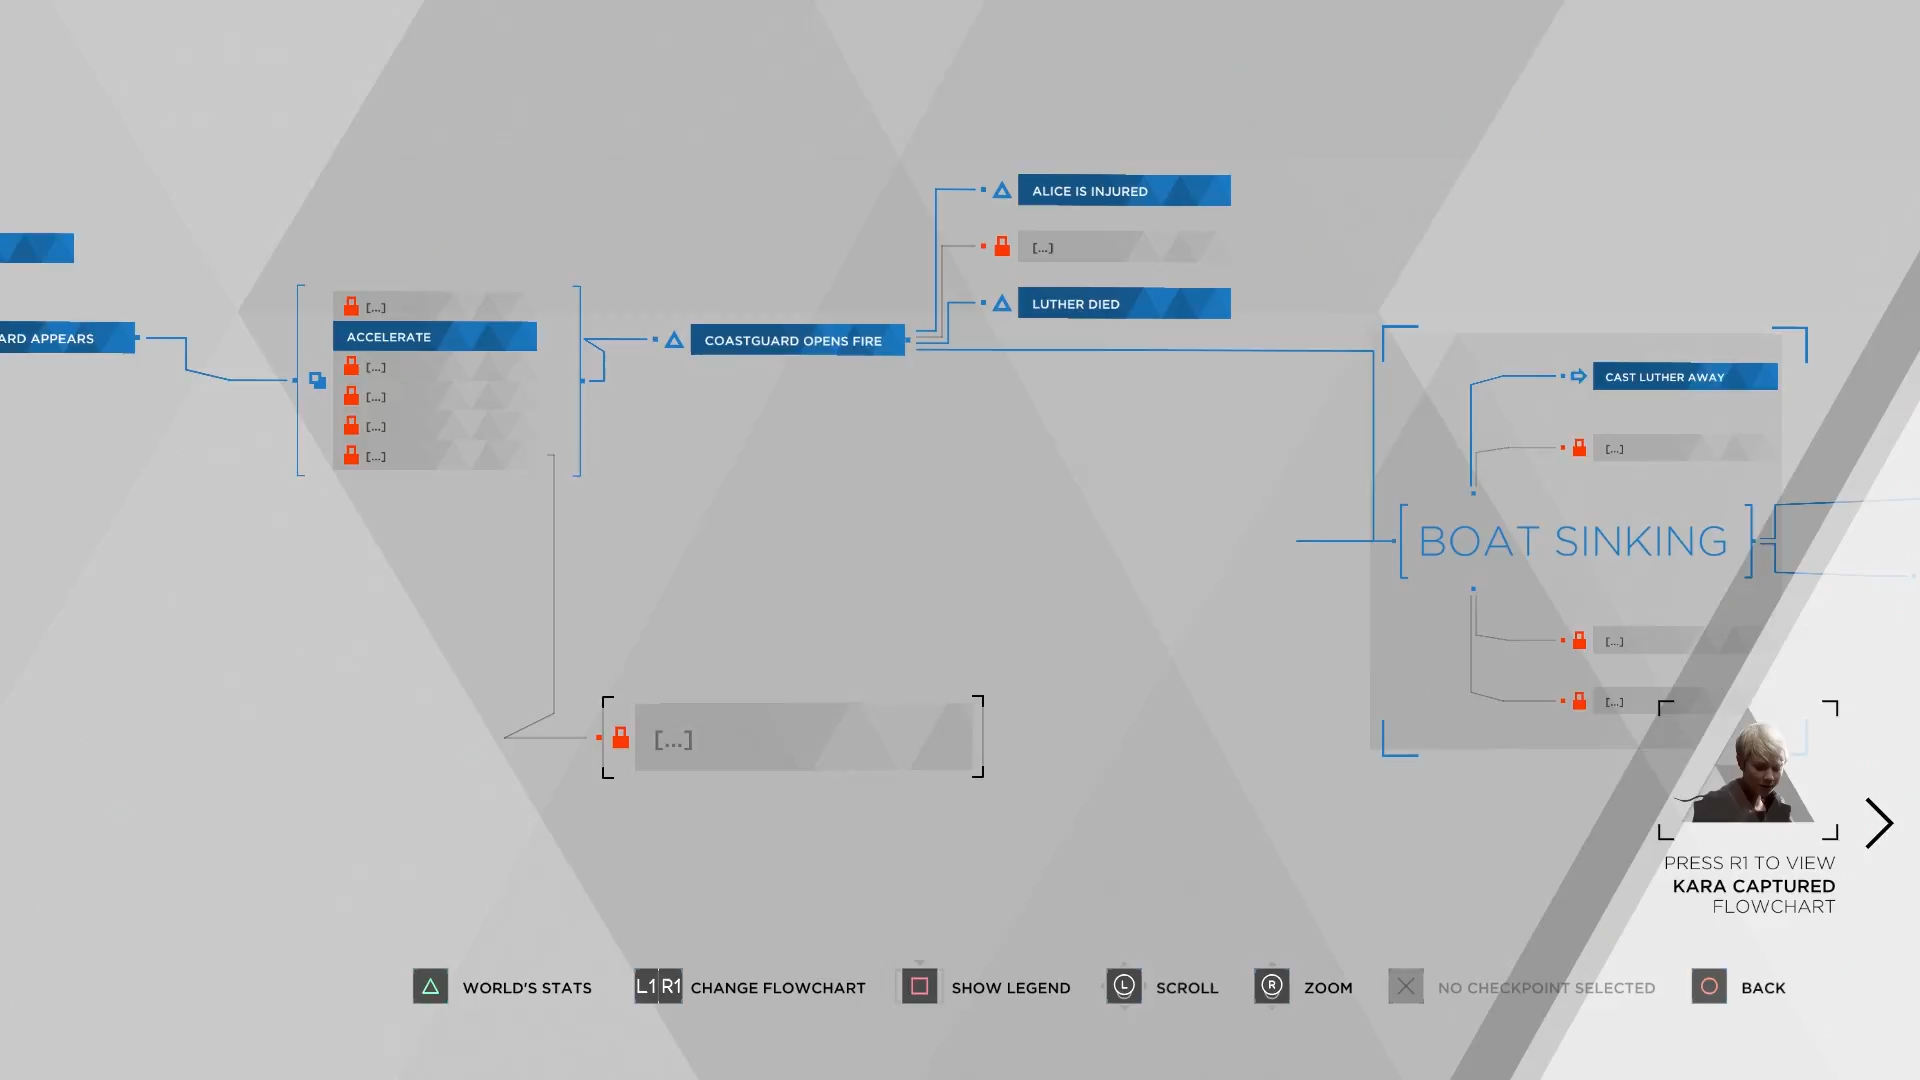 ALICE IS INJURED
[...]
LUTHER DIED
ARD APPEARS
[...]
ACCELERATE
[...]
[...]
[...]
[...]
COASTGUARD OPENS FIRE
CAST LUTHER AWAY
[...]
BOAT SINKING
[...]
[...]
[...]
PRESS R1 TO VIEW
KARA CAPTURED
FLOWCHART
WORLD'S STATS
L1 R1 CHANGE FLOWCHART
SHOW LEGEND
L SCROLL
R ZOOM
NO CHECKPOINT SELECTED
BACK